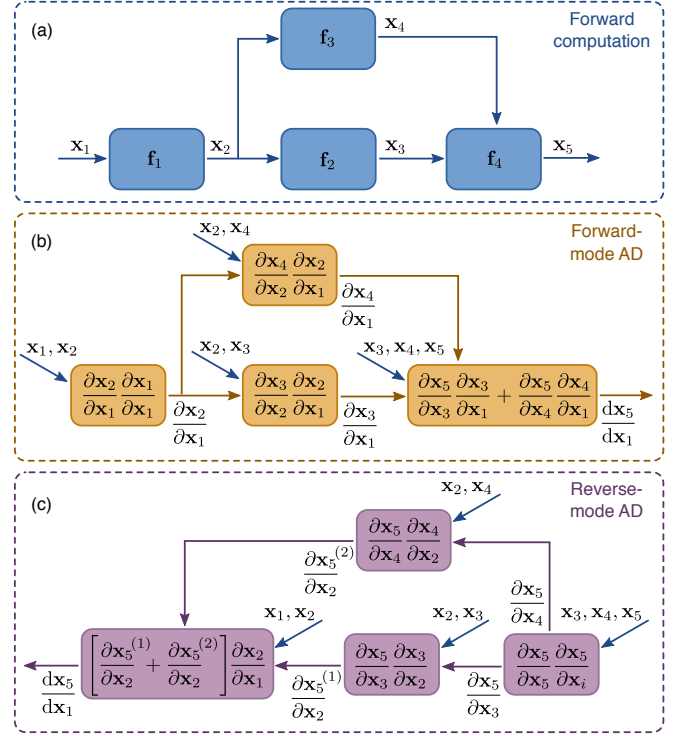 (a)
Forward
computation
f₃
x₄
x₁
f₁
x₂
f₂
x₃
f₄
x₅
(b)
Forward-
mode AD
x₂, x₄
∂x₄/∂x₂ ∂x₂/∂x₁
∂x₄/∂x₁
x₁, x₂
x₂, x₃
x₃, x₄, x₅
∂x₂/∂x₁ ∂x₁/∂x₁
∂x₂/∂x₁
∂x₃/∂x₂ ∂x₂/∂x₁
∂x₃/∂x₁
∂x₅/∂x₃ ∂x₃/∂x₁ + ∂x₅/∂x₄ ∂x₄/∂x₁
dx₅/dx₁
(c)
Reverse-
mode AD
x₂, x₄
∂x₅/∂x₄ ∂x₄/∂x₂
∂x₅⁽²⁾/∂x₂
∂x₅/∂x₄
x₁, x₂
x₂, x₃
x₃, x₄, x₅
dx₅/dx₁
[∂x₅⁽¹⁾/∂x₂ + ∂x₅⁽²⁾/∂x₂] ∂x₂/∂x₁
∂x₅⁽¹⁾/∂x₂
∂x₅/∂x₃ ∂x₃/∂x₂
∂x₅/∂x₃
∂x₅/∂x₅ ∂x₅/∂xᵢ